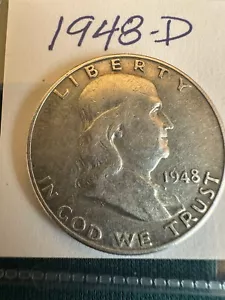 1948-D
LIBERTY
1948
IN GOD WE TRUST